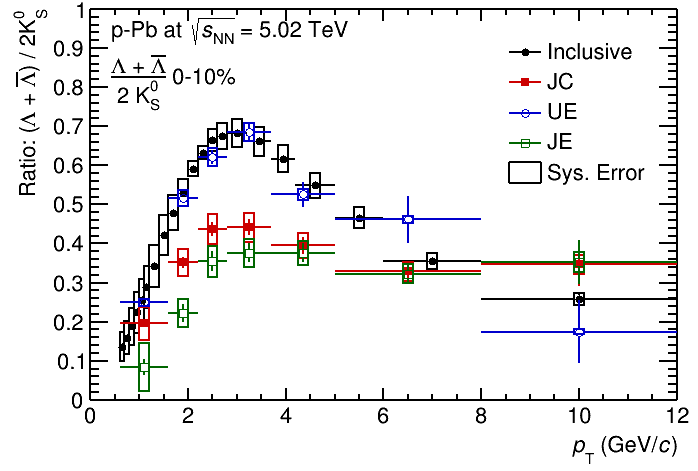 Ratio: (Λ + Λ̅) / 2K⁰_S
p-Pb at √s_NN = 5.02 TeV
Λ + Λ̅
2 K⁰_S
0-10%
Inclusive
JC
UE
JE
Sys. Error
1
0.9
0.8
0.7
0.6
0.5
0.4
0.3
0.2
0.1
0
0 2 4 6 8 10 12
p_T (GeV/c)